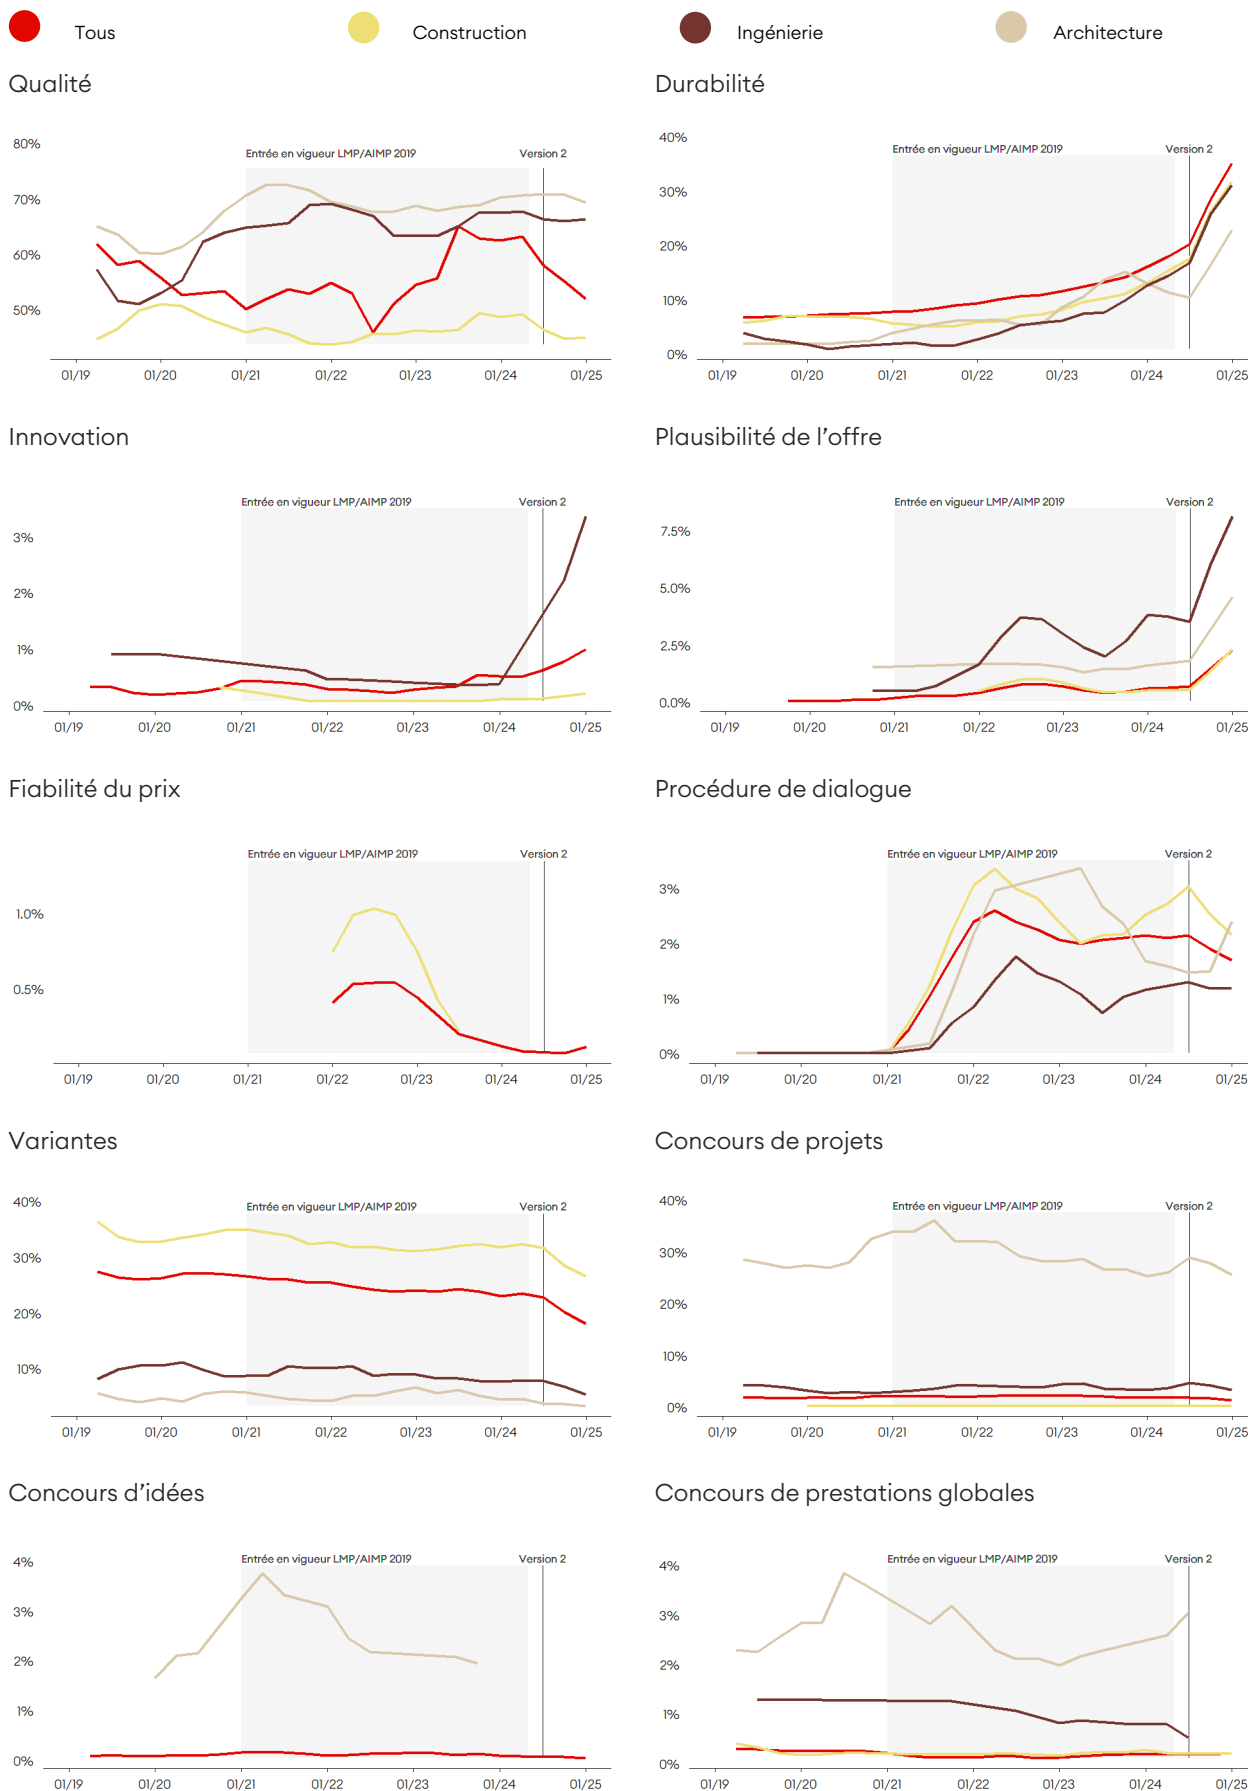 Tous Construction Ingénierie Architecture
Qualité
80%
70%
60%
50%
Entrée en vigueur LMP/AIMP 2019 Version 2
01/19 01/20 01/21 01/22 01/23 01/24 01/25
Durabilité
40%
30%
20%
10%
0%
Entrée en vigueur LMP/AIMP 2019 Version 2
01/19 01/20 01/21 01/22 01/23 01/24 01/25
Innovation
3%
2%
1%
0%
Entrée en vigueur LMP/AIMP 2019 Version 2
01/19 01/20 01/21 01/22 01/23 01/24 01/25
Plausibilité de l’offre
7.5%
5.0%
2.5%
0.0%
Entrée en vigueur LMP/AIMP 2019 Version 2
01/19 01/20 01/21 01/22 01/23 01/24 01/25
Fiabilité du prix
1.0%
0.5%
Entrée en vigueur LMP/AIMP 2019 Version 2
01/19 01/20 01/21 01/22 01/23 01/24 01/25
Procédure de dialogue
3%
2%
1%
0%
Entrée en vigueur LMP/AIMP 2019 Version 2
01/19 01/20 01/21 01/22 01/23 01/24 01/25
Variantes
40%
30%
20%
10%
Entrée en vigueur LMP/AIMP 2019 Version 2
01/19 01/20 01/21 01/22 01/23 01/24 01/25
Concours de projets
40%
30%
20%
10%
0%
Entrée en vigueur LMP/AIMP 2019 Version 2
01/19 01/20 01/21 01/22 01/23 01/24 01/25
Concours d’idées
4%
3%
2%
1%
0%
Entrée en vigueur LMP/AIMP 2019 Version 2
01/19 01/20 01/21 01/22 01/23 01/24 01/25
Concours de prestations globales
4%
3%
2%
1%
0%
Entrée en vigueur LMP/AIMP 2019 Version 2
01/19 01/20 01/21 01/22 01/23 01/24 01/25